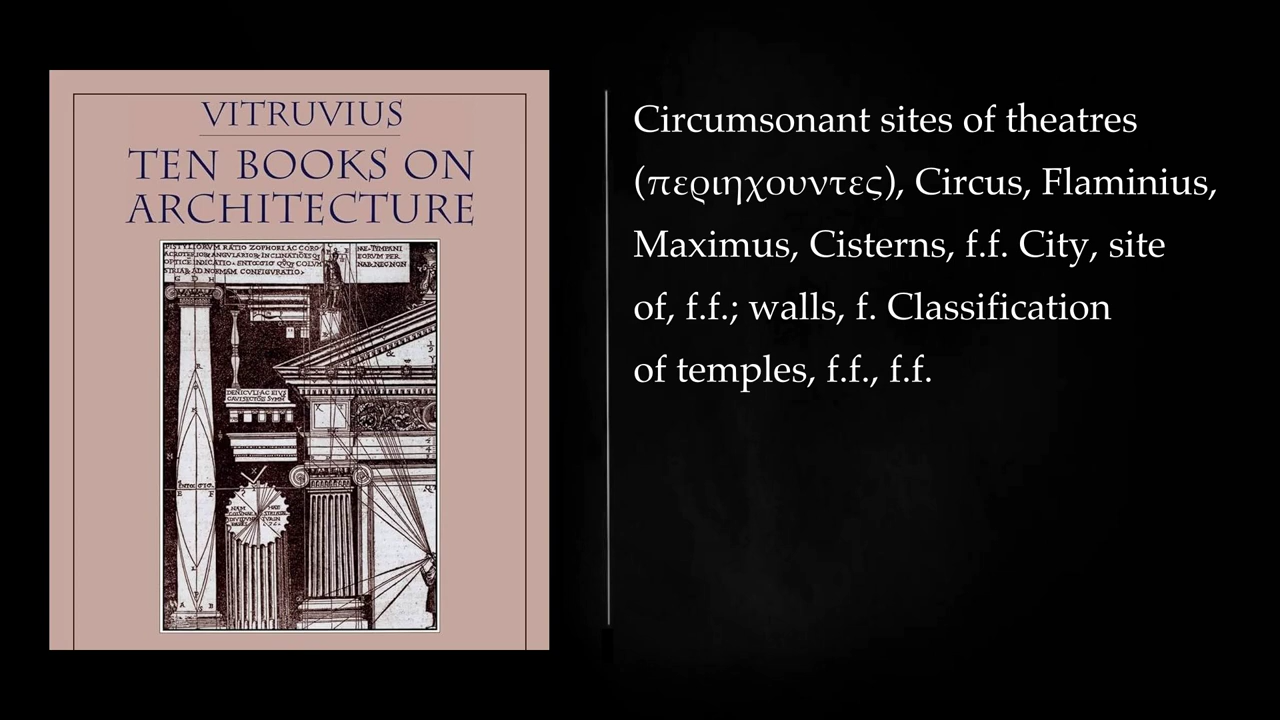 VITRUVIUS
TEN BOOKS ON
ARCHITECTURE
Circumsonant sites of theatres
(περιηχουντες), Circus, Flaminius,
Maximus, Cisterns, f.f. City, site
of, f.f.; walls, f. Classification
of temples, f.f., f.f.